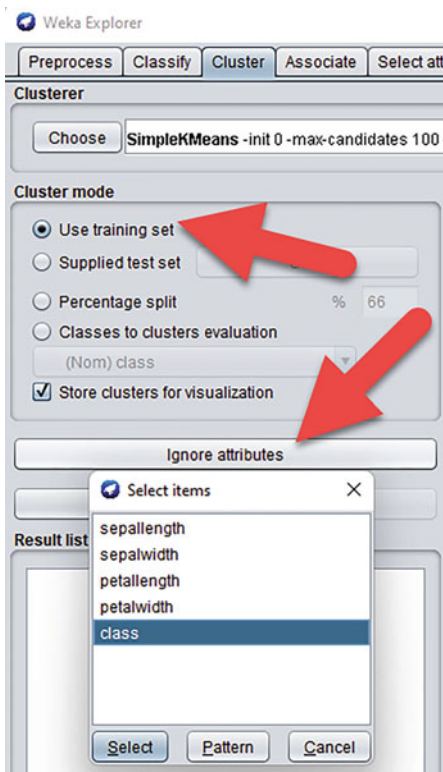 Weka Explorer
Preprocess Classify Cluster Associate Select att
Clusterer
Choose SimpleKMeans -init 0 -max-candidates 100
Cluster mode
Use training set
Supplied test set
Percentage split % 66
Classes to clusters evaluation
(Nom) class
Store clusters for visualization
Ignore attributes
Select items
Result list
sepallength
sepalwidth
petallength
petalwidth
class
Select Pattern Cancel